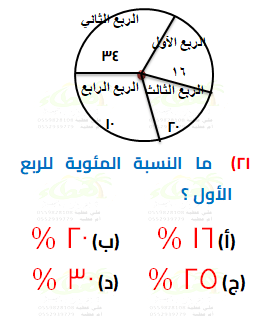 الربع الثاني
٣٤
الربع الأول
١٦
الربع الثالث
٢٠
الربع الرابع
١٠
٢١) ما النسبة المئوية للربع
الأول ؟
(أ) ١٦ % (ب) ٢٠ %
(ج) ٢٥ % (د) ٣٠ %